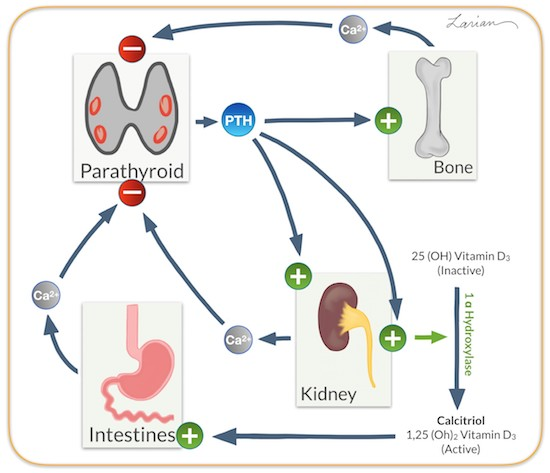 Larian
Ca²⁺
PTH
Parathyroid
Bone
25 (OH) Vitamin D₃
(Inactive)
1 α Hydroxylase
Ca²⁺
Ca²⁺
Kidney
Calcitriol
1,25 (Oh)₂ Vitamin D₃
(Active)
Intestines